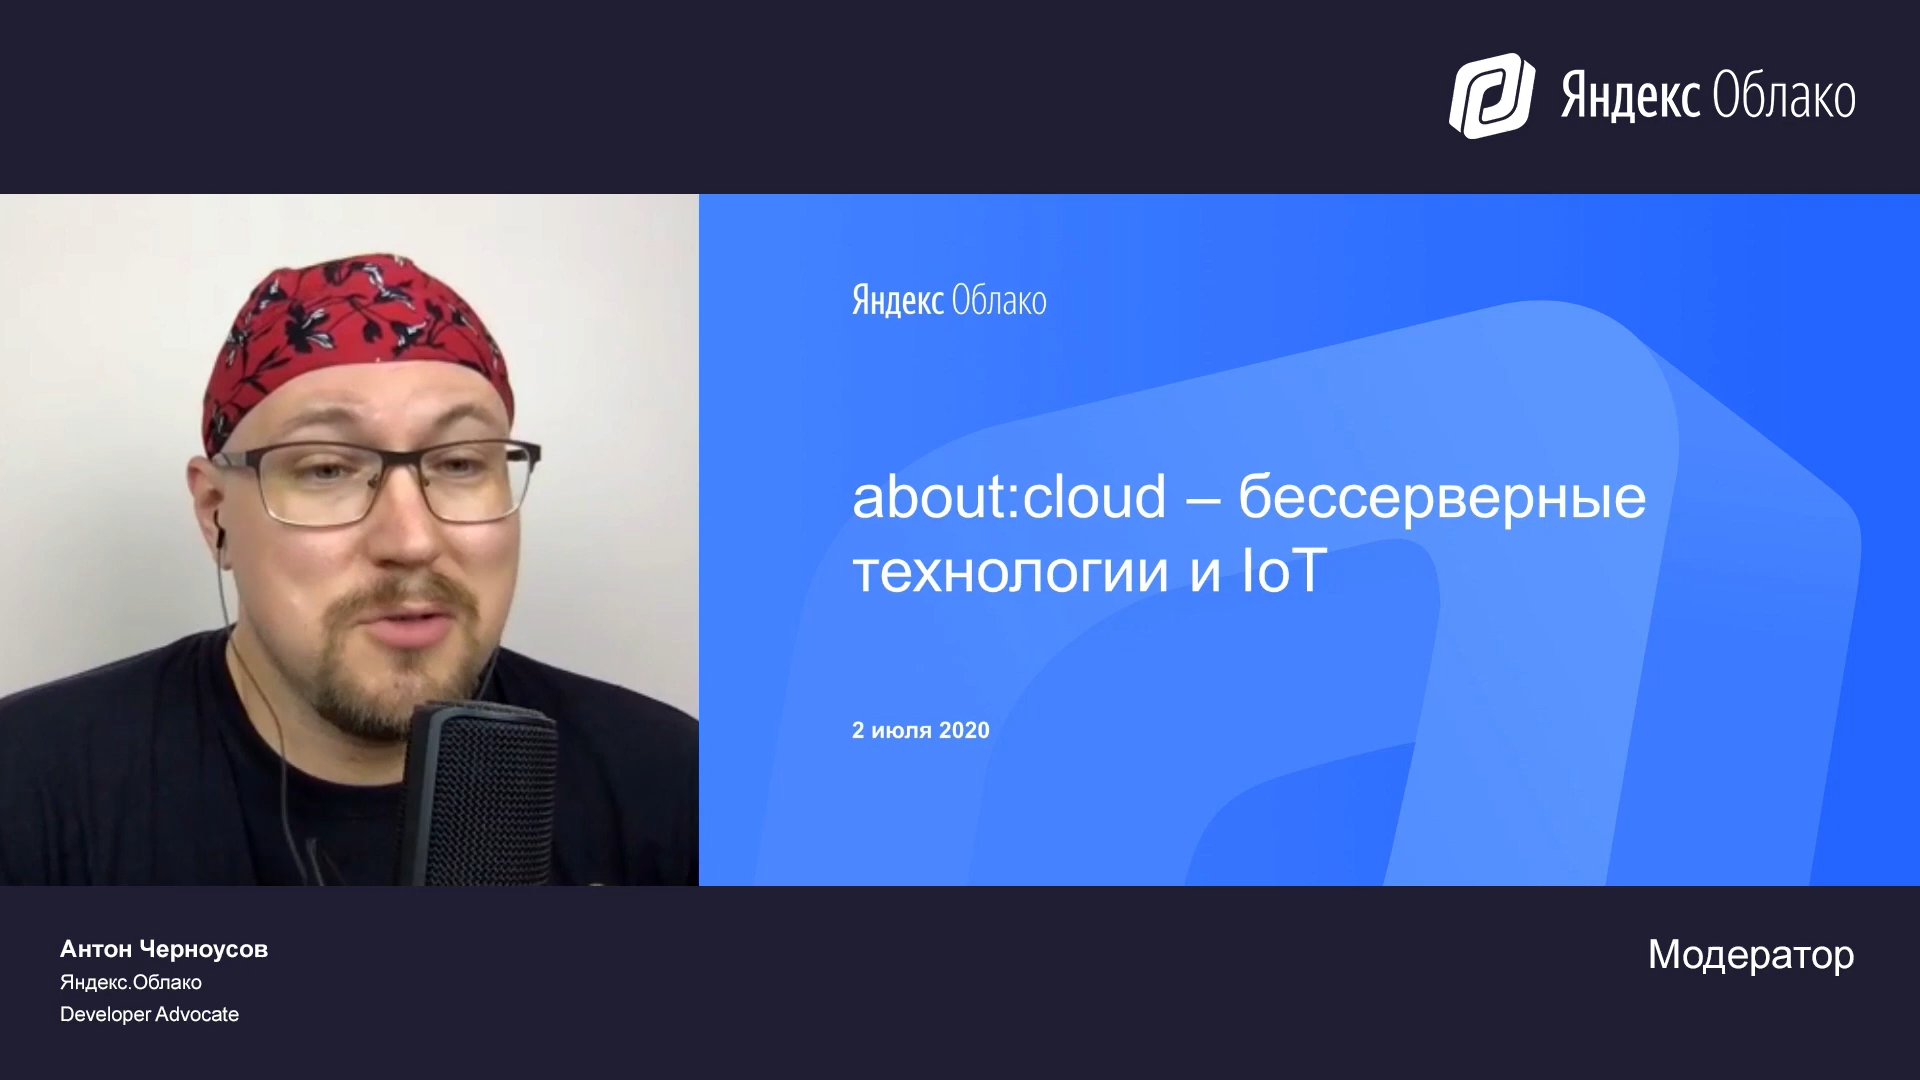 Яндекс Облако
Яндекс Облако
about:cloud – бессерверные
технологии и IoT
2 июля 2020
Антон Черноусов
Яндекс.Облако
Developer Advocate
Модератор